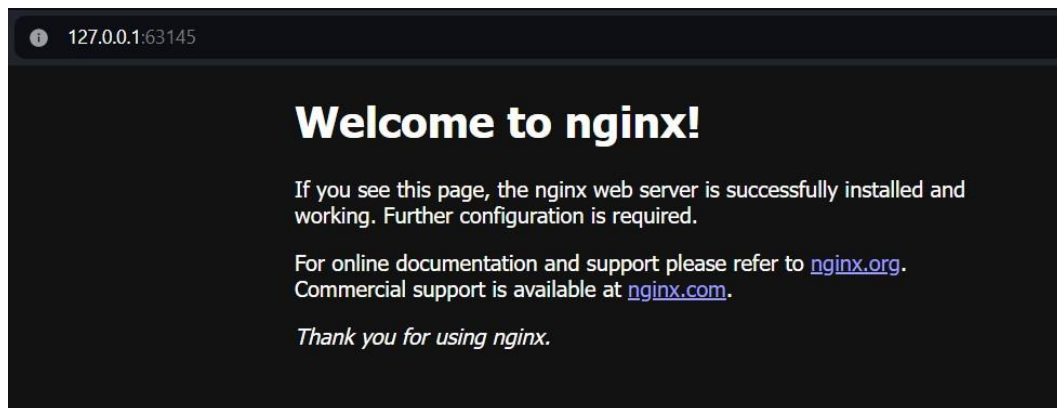 127.0.0.1:63145
Welcome to nginx!
If you see this page, the nginx web server is successfully installed and
working. Further configuration is required.
For online documentation and support please refer to nginx.org.
Commercial support is available at nginx.com.
Thank you for using nginx.